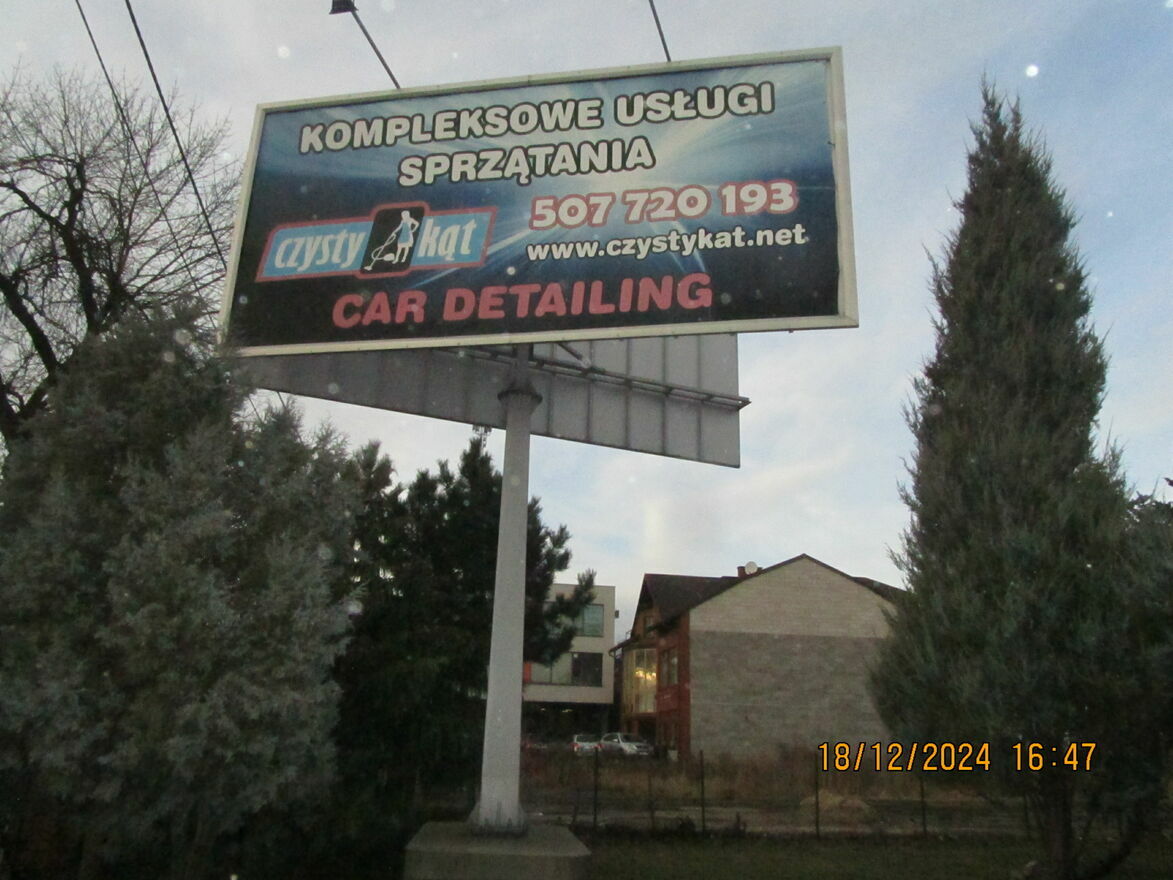 KOMPLEKSOWE USŁUGI
SPRZĄTANIA
507 720 193
czysty kąt
www.czystykat.net
CAR DETAILING
18/12/2024 16:47